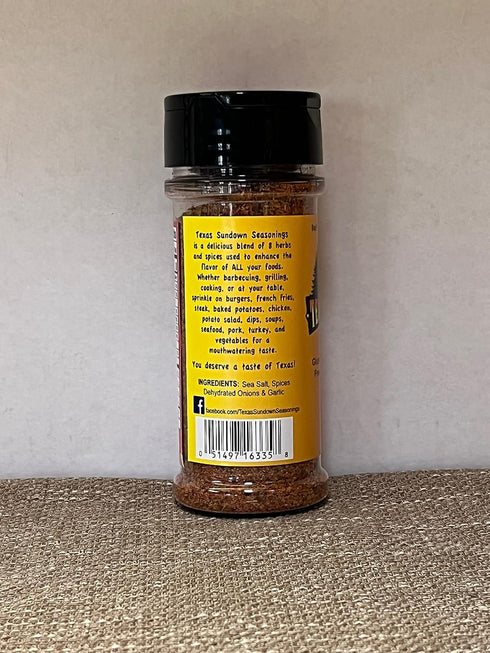 Texas Sundown Seasonings
is a delicious blend of 8 herbs
and spices used to enhance the
flavor of ALL your foods.
Whether barbecuing, grilling,
cooking, or at your table,
sprinkle on burgers, french fries,
steak, baked potatoes, chicken,
potato salad, dips, soups,
seafood, pork, turkey, and
vegetables for a
mouthwatering taste.
You deserve a taste of Texas!
INGREDIENTS: Sea Salt, Spices
Dehydrated Onions & Garlic
facebook.com/TexasSundownSeasonings
0 51497 16335 8